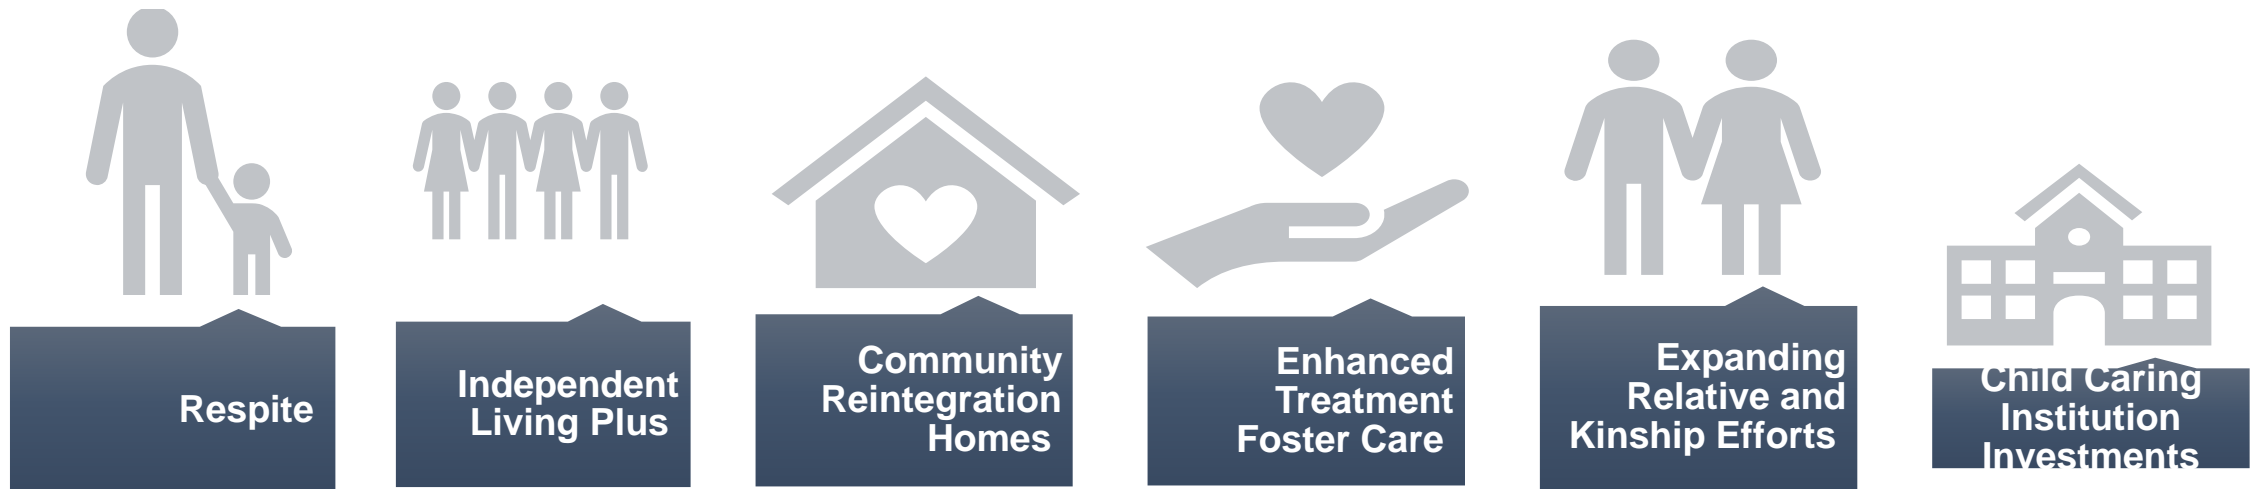 Respite
Independent
Living Plus
Community
Reintegration
Homes
Enhanced
Treatment
Foster Care
Expanding
Relative and
Kinship Efforts
Child Caring
Institution
Investments